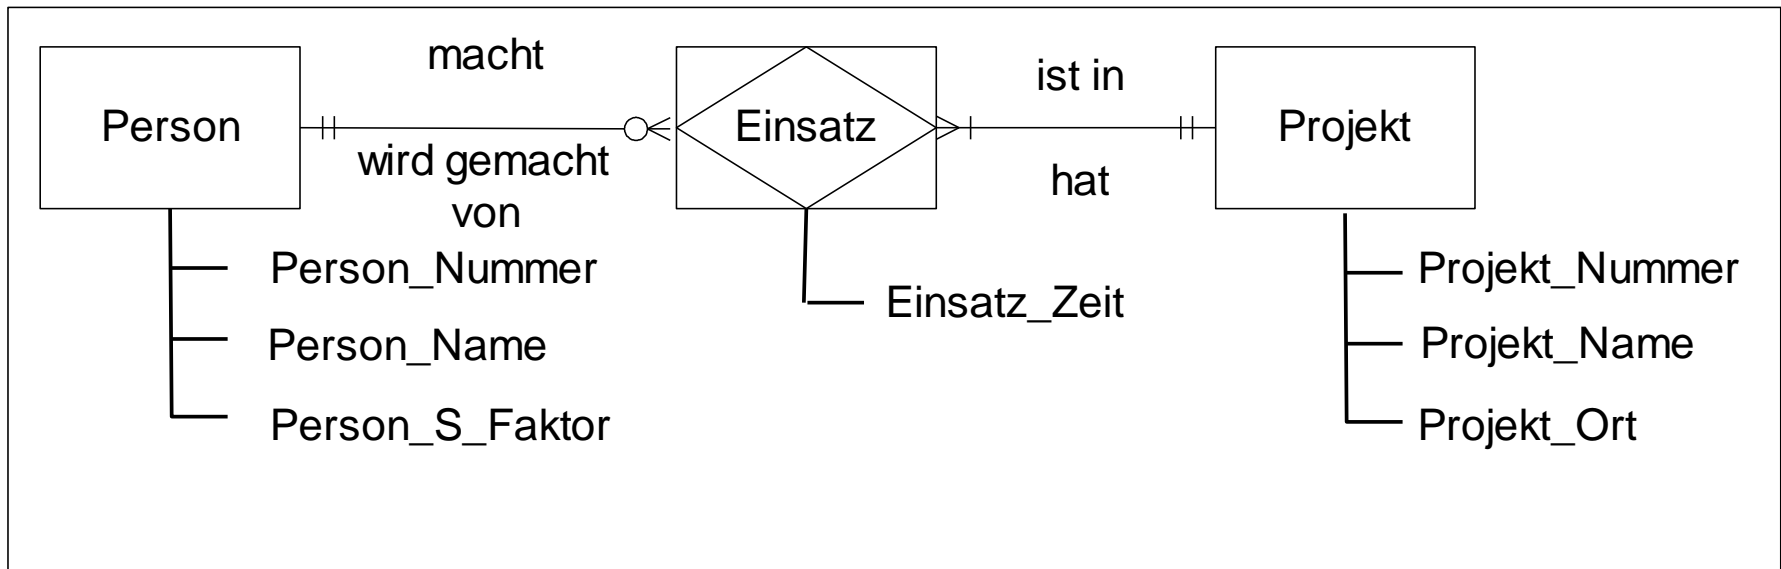 macht
Person
wird gemacht
von
Einsatz
ist in
hat
Projekt
Person_Nummer
Person_Name
Person_S_Faktor
Einsatz_Zeit
Projekt_Nummer
Projekt_Name
Projekt_Ort